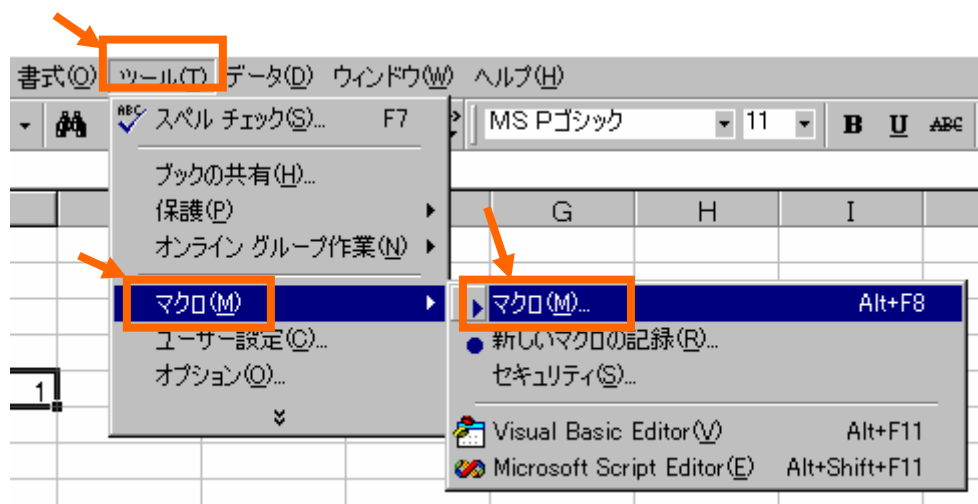 書式(O) ツール(T) データ(D) ウィンドウ(W) ヘルプ(H)
ABC スペル チェック(S)... F7
MS Pゴシック 11 B U ABC
ブックの共有(H)...
保護(P)
オンライン グループ作業(N)
G H I
マクロ(M)
ユーザー設定(C)...
オプション(O)...
マクロ(M)... Alt+F8
新しいマクロの記録(R)...
セキュリティ(S)...
Visual Basic Editor(V) Alt+F11
Microsoft Script Editor(E) Alt+Shift+F11
1